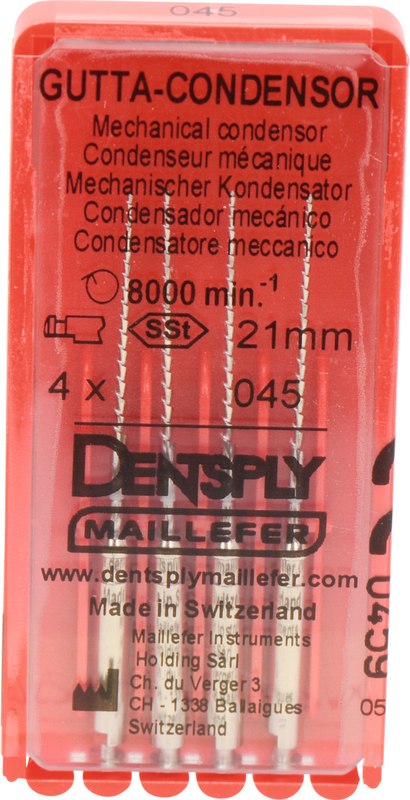 045
GUTTA-CONDENSOR
Mechanical condensor
Condenseur mécanique
Mechanischer Kondensator
Condensador mecánico
Condensatore meccanico
8000 min.-1
SSt 21mm
4 x 045
DENTSPLY
MAILLEFER
www.dentsplymaillefer.com
Made in Switzerland
Maillefer Instruments
Holding Sàrl
Ch. du Verger 3
CH - 1338 Ballaigues
Switzerland
0459
05